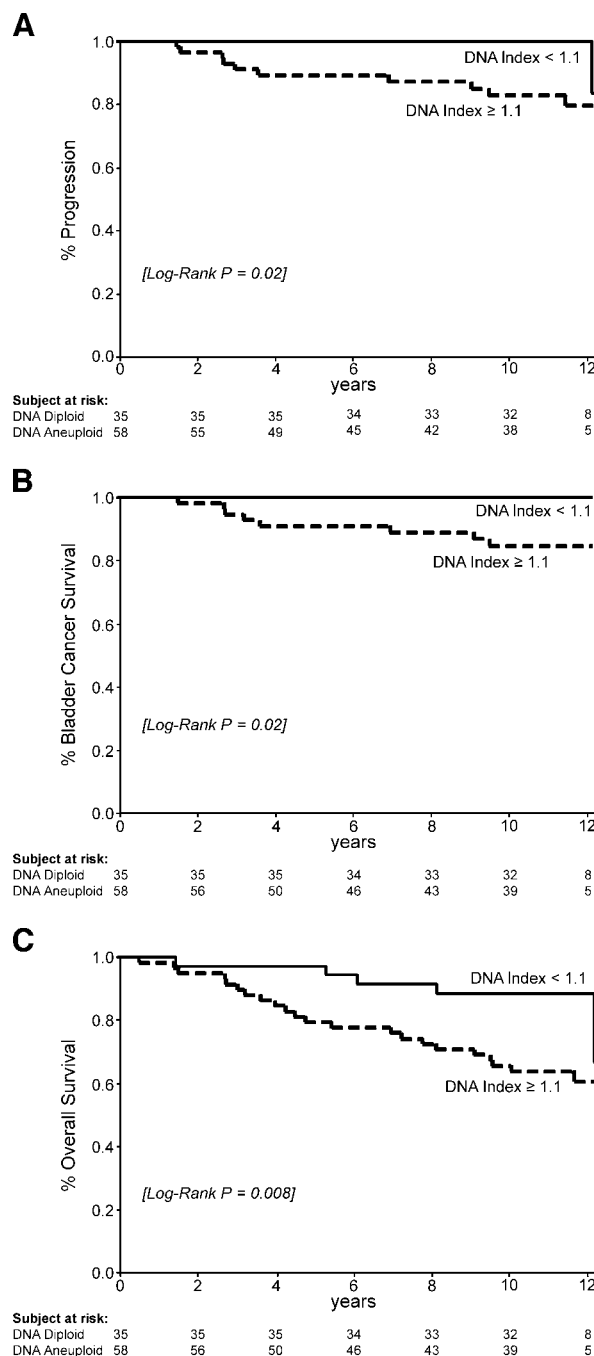 A
1.0
DNA Index < 1.1
0.8
DNA Index ≥ 1.1
0.6
0.4
[Log-Rank P = 0.02]
0.2
0.0
% Progression
0 2 4 6 8 10 12
years
Subject at risk:
DNA Diploid 35 35 35 34 33 32 8
DNA Aneuploid 58 55 49 45 42 38 5
B
1.0
DNA Index < 1.1
0.8
DNA Index ≥ 1.1
0.6
0.4
[Log-Rank P = 0.02]
0.2
0.0
% Bladder Cancer Survival
0 2 4 6 8 10 12
years
Subject at risk:
DNA Diploid 35 35 35 34 33 32 8
DNA Aneuploid 58 56 50 46 43 39 5
C
1.0
DNA Index < 1.1
0.8
0.6
DNA Index ≥ 1.1
0.4
[Log-Rank P = 0.008]
0.2
0.0
% Overall Survival
0 2 4 6 8 10 12
years
Subject at risk:
DNA Diploid 35 35 35 34 33 32 8
DNA Aneuploid 58 56 50 46 43 39 5